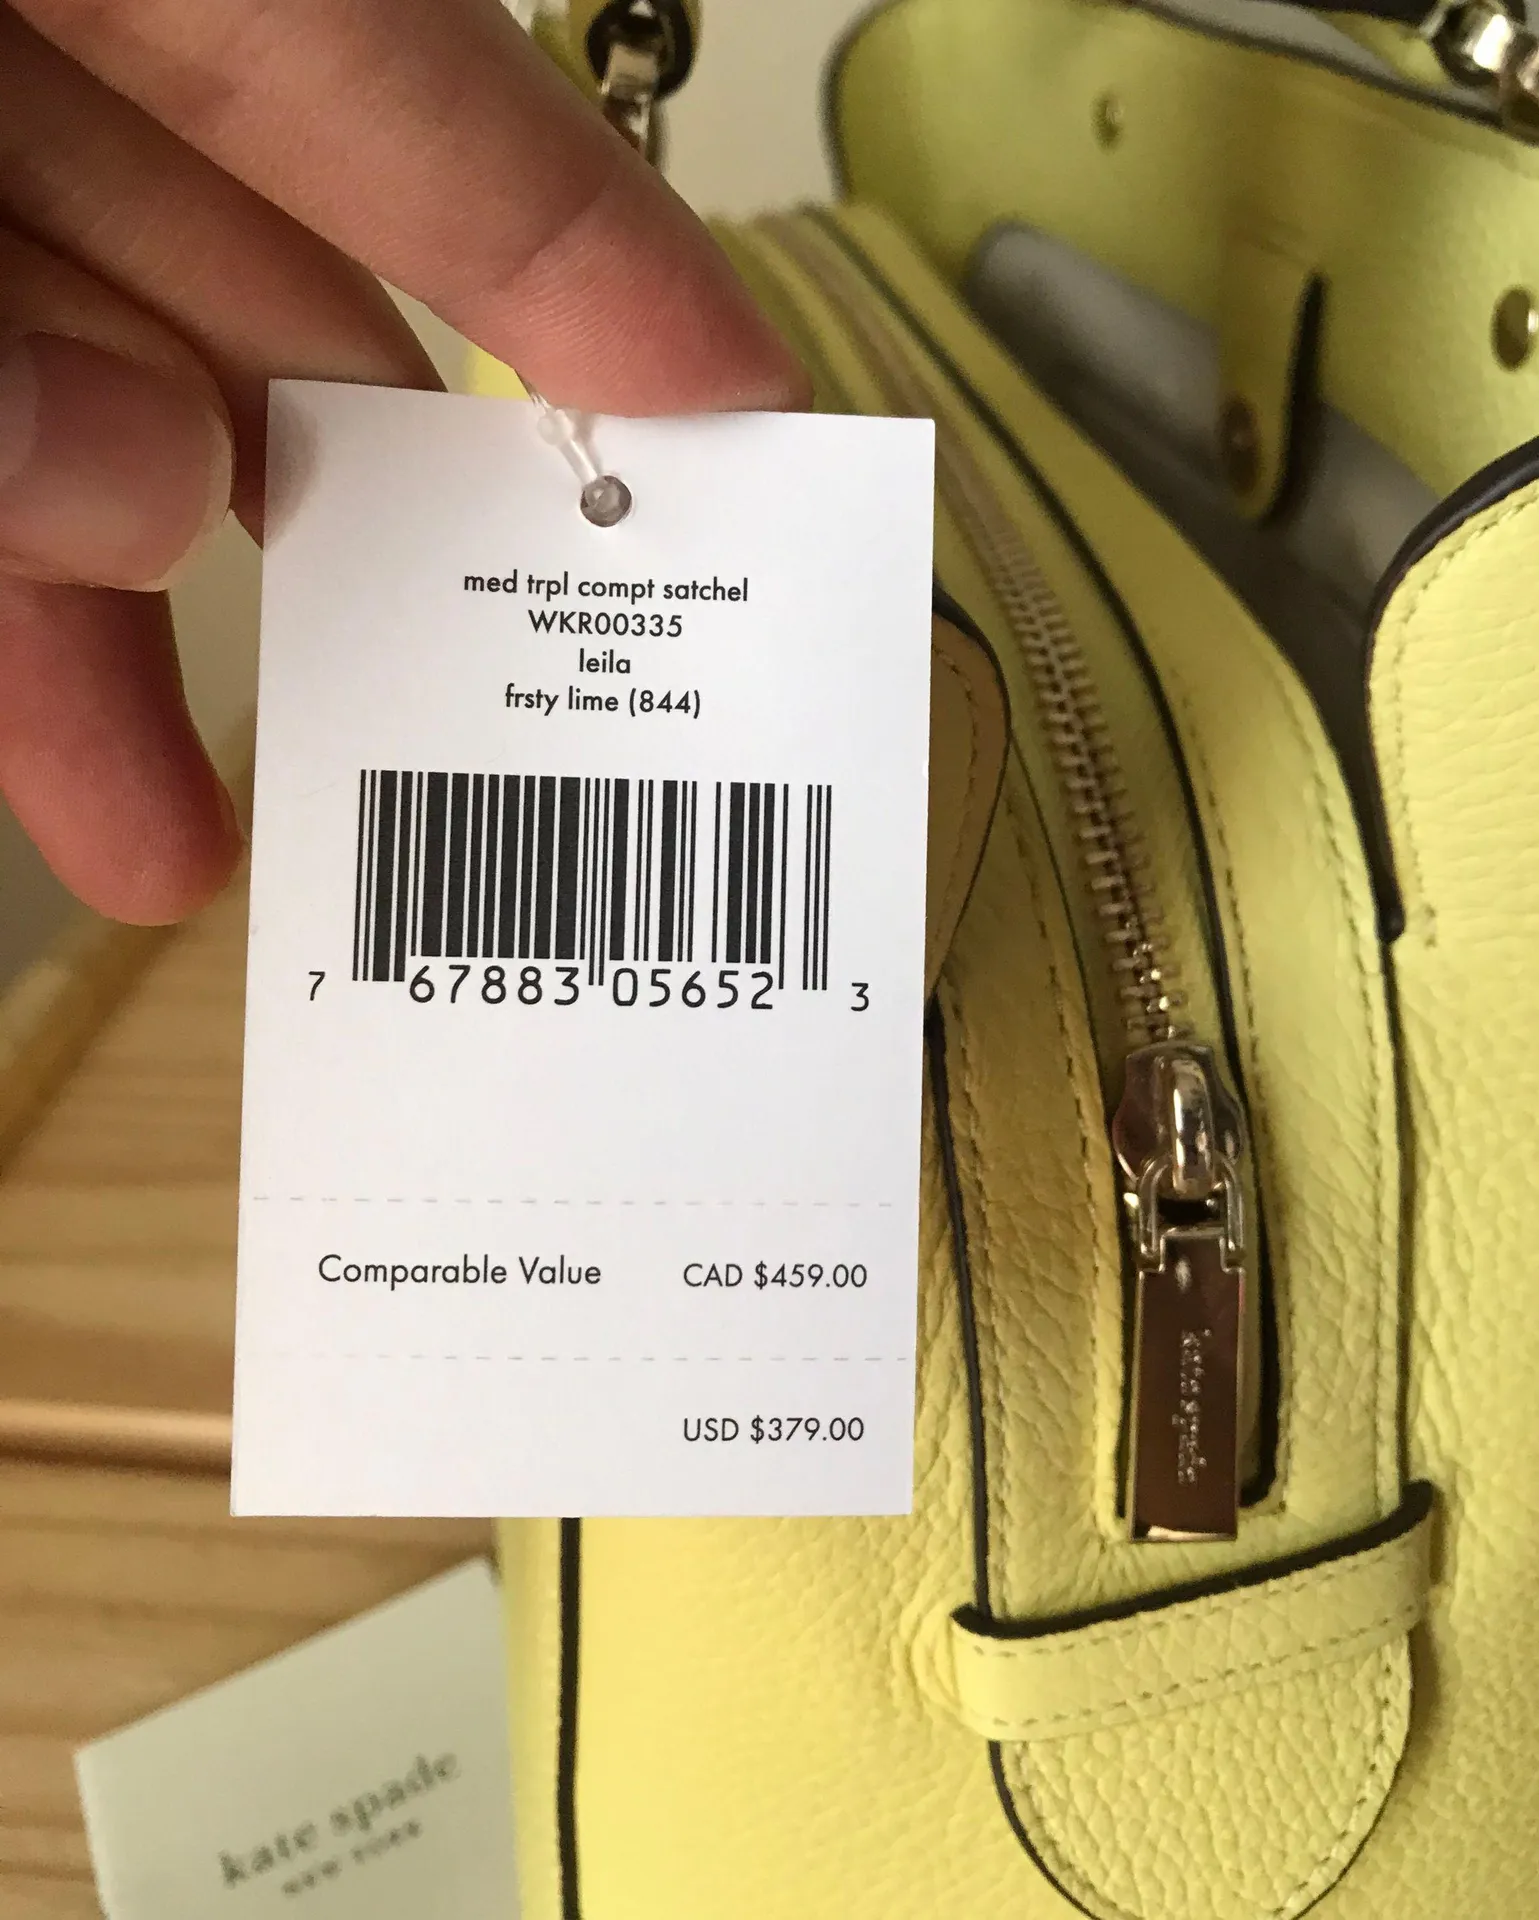 med trpl compt satchel
WKR00335
leila
frsty lime (844)
7 67883 05652 3
Comparable Value CAD $459.00
USD $379.00
kate spade
kate spade
NEW YORK